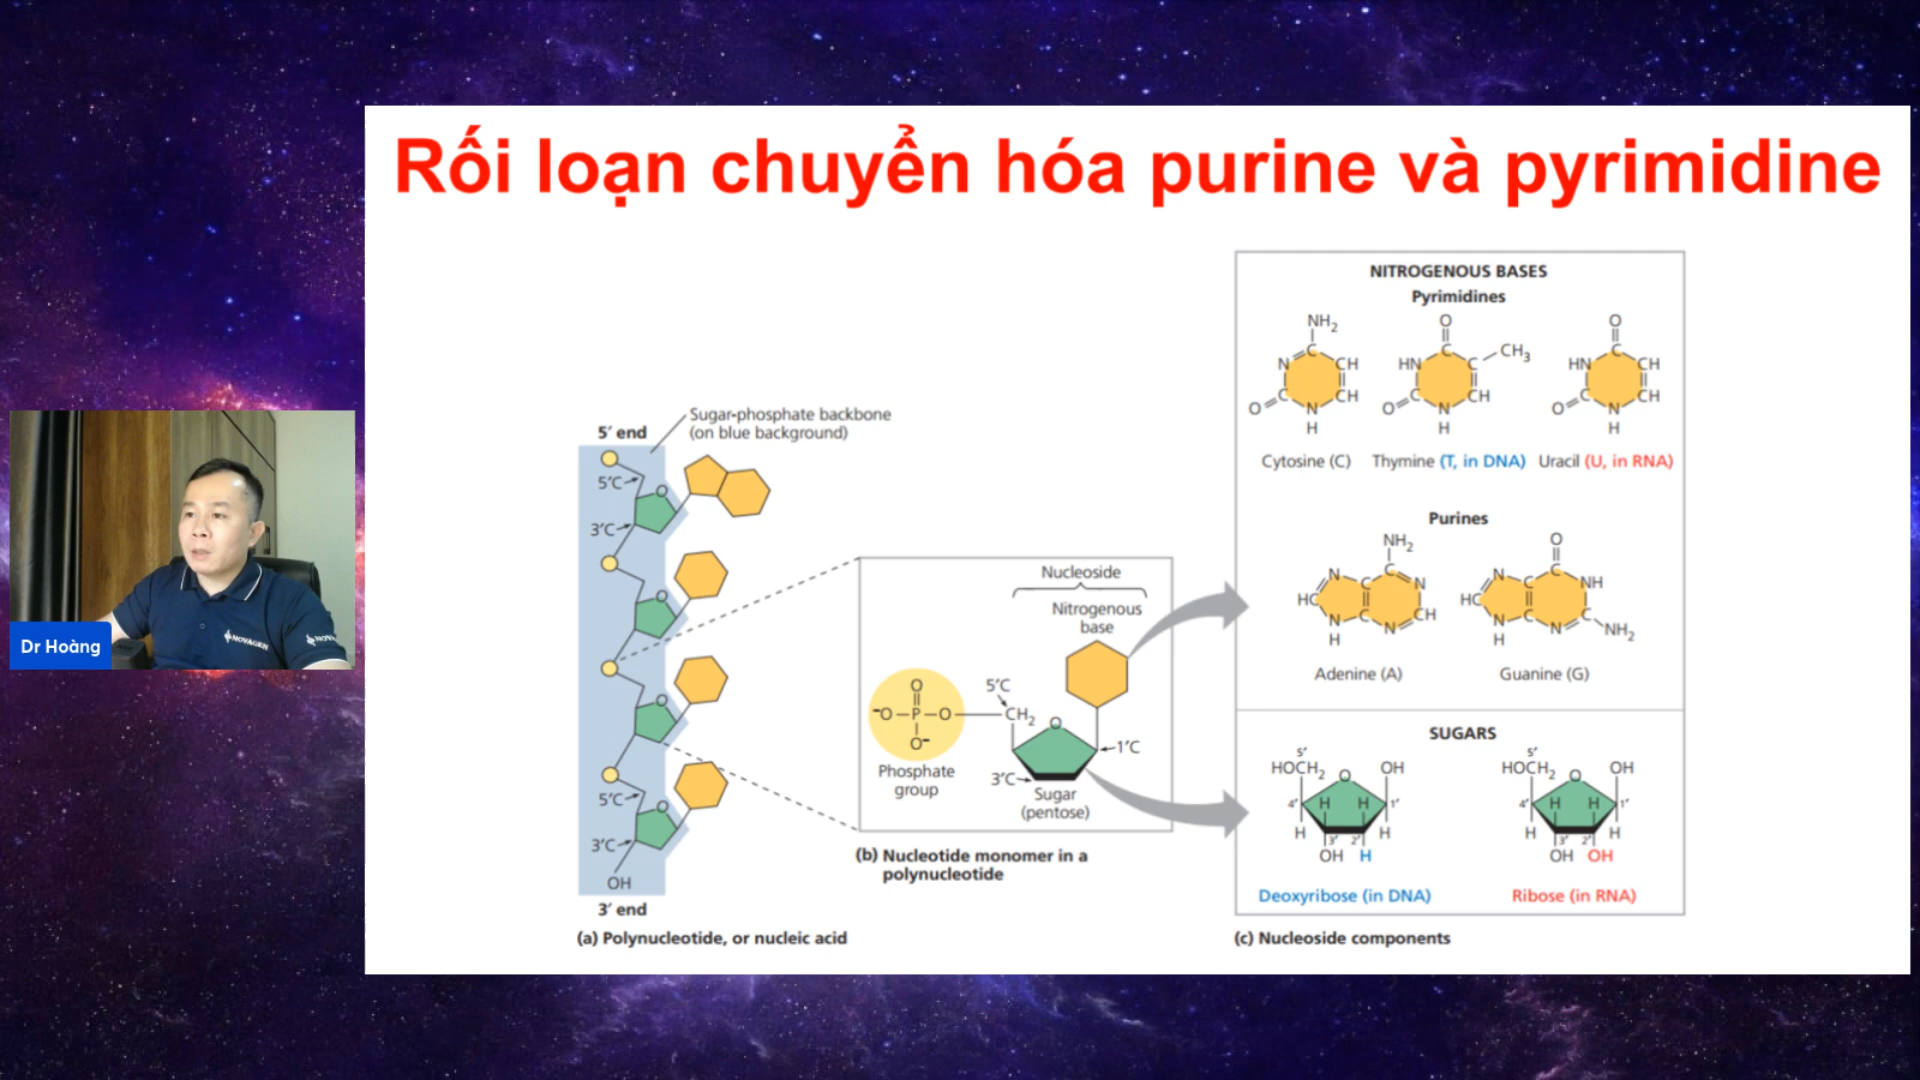 Rối loạn chuyển hóa purine và pyrimidine
Sugar-phosphate backbone
(on blue background)
5′ end
5′C
3′C
5′C
3′C
OH
3′ end
(a) Polynucleotide, or nucleic acid
Nucleoside
Nitrogenous
base
O
⁻O—P—O
O⁻
Phosphate
group
5′C
CH₂
O
1′C
3′C
Sugar
(pentose)
(b) Nucleotide monomer in a
polynucleotide
NITROGENOUS BASES
Pyrimidines
NH₂
N C CH
O C N CH
H
O
HN C C CH₃
O C N CH
H
O
HN C CH
O C N CH
H
Cytosine (C) Thymine (T, in DNA) Uracil (U, in RNA)
Purines
NH₂
N C C N
HC N C N CH
H
O
N C C NH
HC N C N C NH₂
H
Adenine (A) Guanine (G)
SUGARS
5′ HOCH₂ O OH
4′ H H 1′
H 3′ 2′ H
OH H
5′ HOCH₂ O OH
4′ H H 1′
H 3′ 2′ H
OH OH
Deoxyribose (in DNA) Ribose (in RNA)
(c) Nucleoside components
Dr Hoàng
NOVAGEN
NOVA